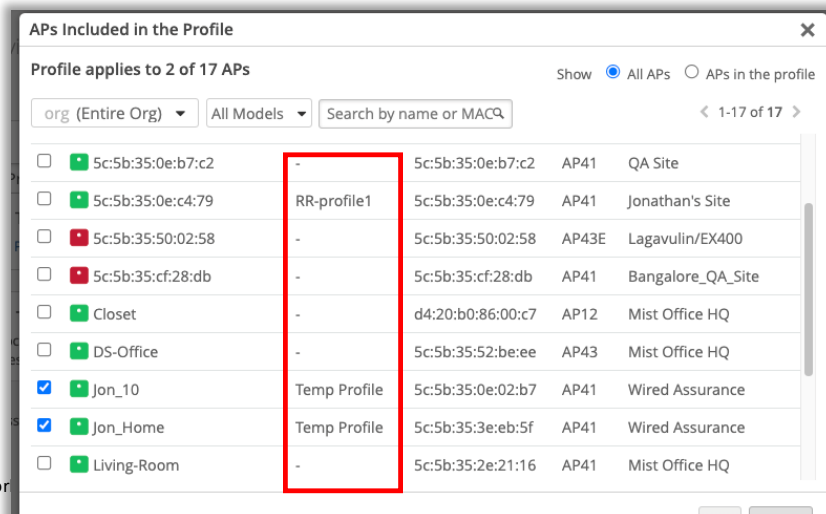 APs Included in the Profile
Profile applies to 2 of 17 APs
Show All APs APs in the profile
org (Entire Org) All Models Search by name or MAC 1-17 of 17
5c:5b:35:0e:b7:c2 - 5c:5b:35:0e:b7:c2 AP41 QA Site
5c:5b:35:0e:c4:79 RR-profile1 5c:5b:35:0e:c4:79 AP41 Jonathan's Site
5c:5b:35:50:02:58 - 5c:5b:35:50:02:58 AP43E Lagavulin/EX400
5c:5b:35:cf:28:db - 5c:5b:35:cf:28:db AP41 Bangalore_QA_Site
Closet - d4:20:b0:86:00:c7 AP12 Mist Office HQ
DS-Office - 5c:5b:35:52:be:ee AP43 Mist Office HQ
Jon_10 Temp Profile 5c:5b:35:0e:02:b7 AP41 Wired Assurance
Jon_Home Temp Profile 5c:5b:35:3e:eb:5f AP41 Wired Assurance
Living-Room - 5c:5b:35:2e:21:16 AP41 Mist Office HQ